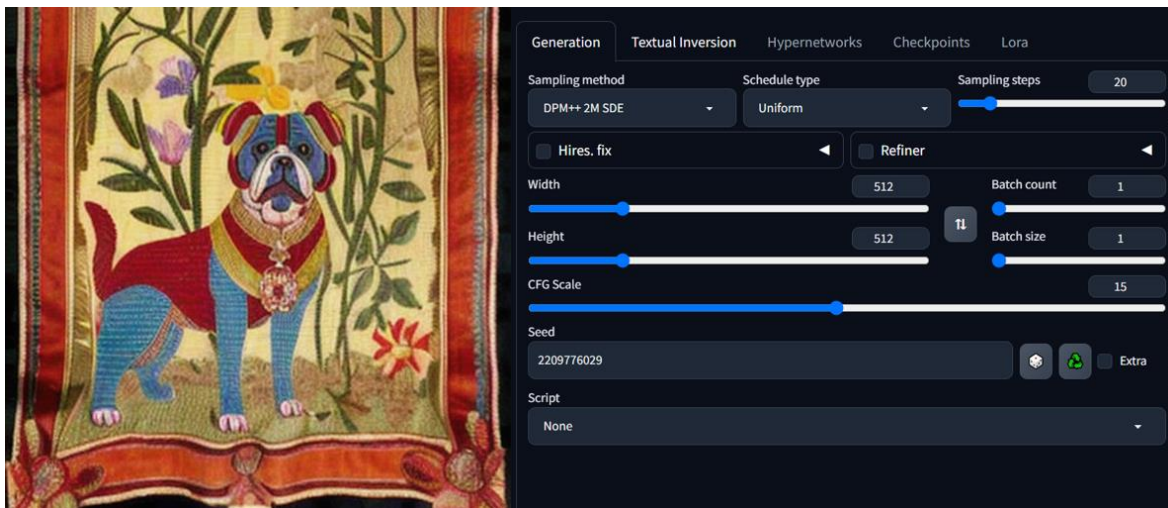 Generation Textual Inversion Hypernetworks Checkpoints Lora
Sampling method Schedule type Sampling steps 20
DPM++ 2M SDE Uniform
Hires. fix Refiner
Width 512 Batch count 1
Height 512 Batch size 1
CFG Scale 15
Seed
2209776029 Extra
Script
None